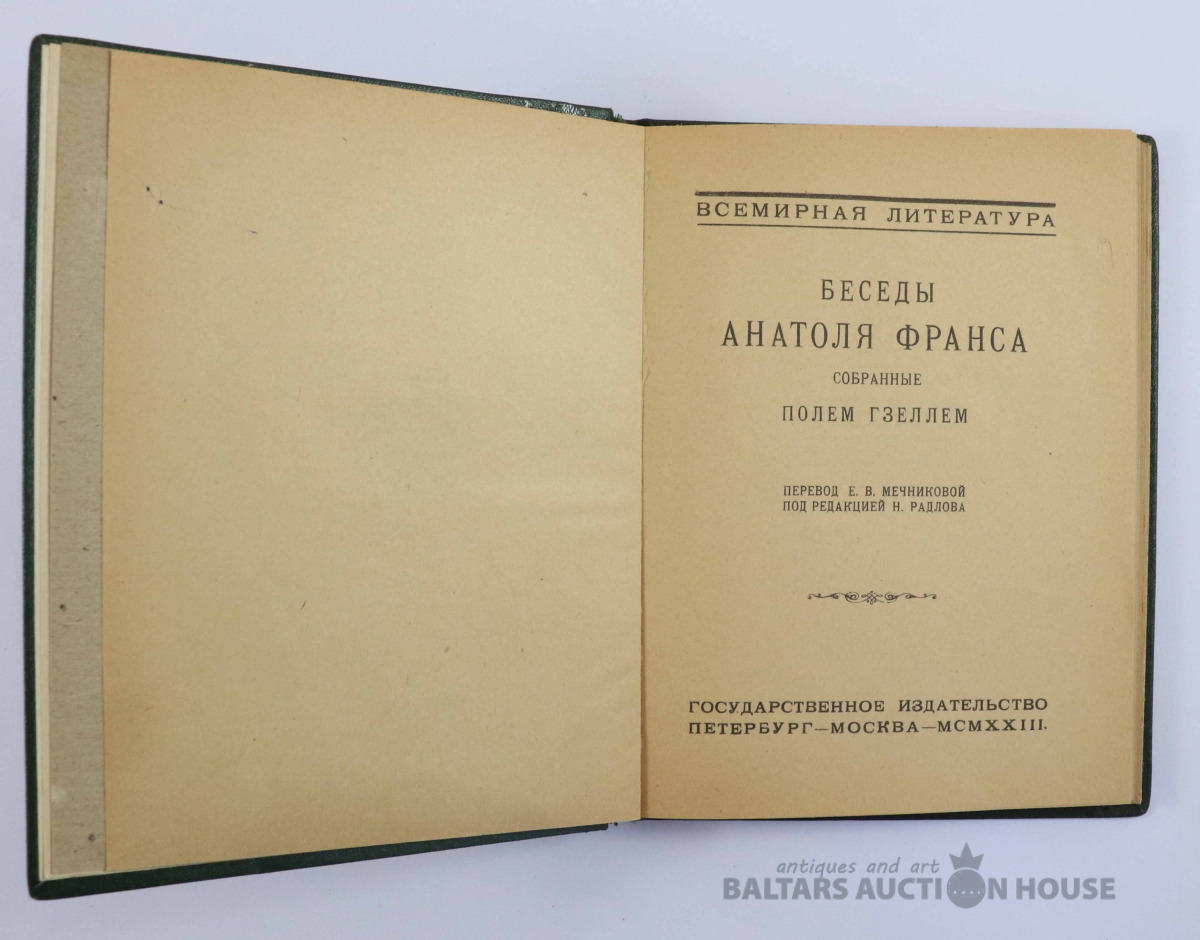 ВСЕМИРНАЯ ЛИТЕРАТУРА
БЕСЕДЫ
АНАТОЛЯ ФРАНСА
СОБРАННЫЕ
ПОЛЕМ ГЗЕЛЛЕМ
ПЕРЕВОД Е. В. МЕЧНИКОВОЙ
ПОД РЕДАКЦИЕЙ Н. РАДЛОВА
ГОСУДАРСТВЕННОЕ ИЗДАТЕЛЬСТВО
ПЕТЕРБУРГ—МОСКВА—MCMXXIII.
antiques and art
BALTARS AUCTION HOUSE